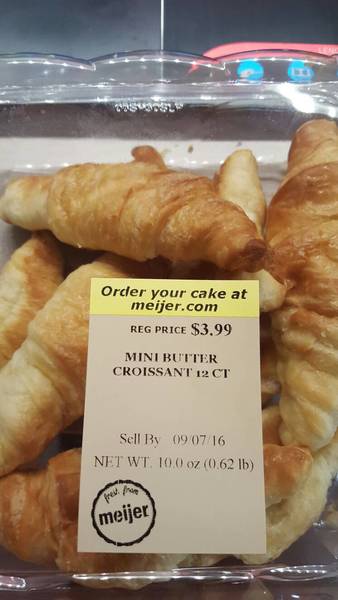 Order your cake at
meijer.com
REG PRICE $3.99
MINI BUTTER
CROISSANT 12 CT
Sell By 09/07/16
NET WT. 10.0 oz (0.62 lb)
fresh from
meijer